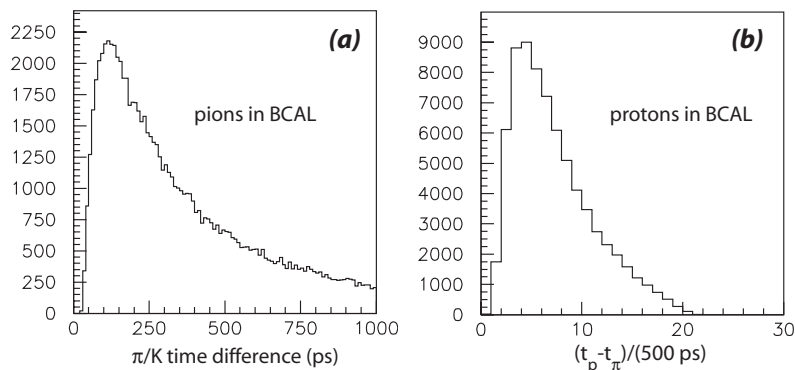 (a)
pions in BCAL
2250
2000
1750
1500
1250
1000
750
500
250
0
0 250 500 750 1000
π/K time difference (ps)
(b)
protons in BCAL
9000
8000
7000
6000
5000
4000
3000
2000
1000
0
0 10 20 30
(t_p-t_π)/(500 ps)